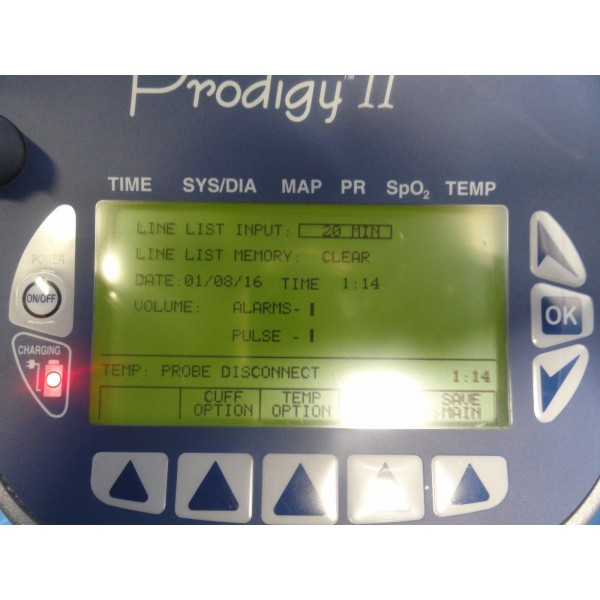 Prodigy™ II
TIME SYS/DIA MAP PR SpO₂ TEMP
LINE LIST INPUT: 20 MIN
LINE LIST MEMORY: CLEAR
DATE:01/08/16 TIME 1:14
VOLUME: ALARMS-
PULSE -
TEMP: PROBE DISCONNECT 1:14
CUFF TEMP SAVE
OPTION OPTION MAIN
POWER
ON/OFF
CHARGING
OK